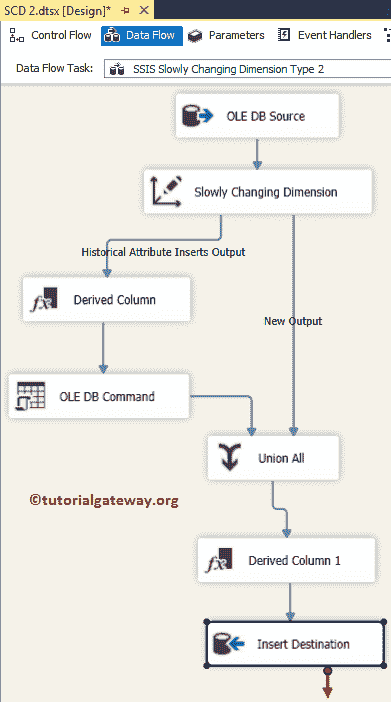 SCD 2.dtsx [Design]*
Control Flow
Data Flow
Parameters
Event Handlers
Data Flow Task:
SSIS Slowly Changing Dimension Type 2
OLE DB Source
Slowly Changing Dimension
Historical Attribute Inserts Output
Derived Column
New Output
OLE DB Command
Union All
©tutorialgateway.org
Derived Column 1
Insert Destination